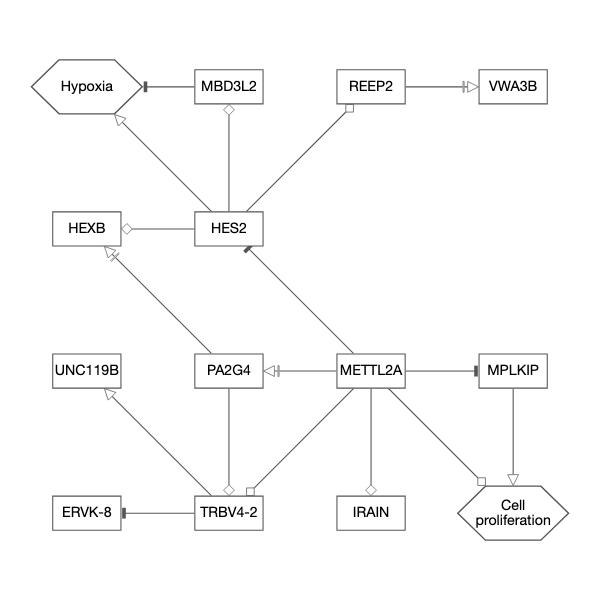 Hypoxia
MBD3L2
REEP2
VWA3B
HEXB
HES2
UNC119B
PA2G4
METTL2A
MPLKIP
ERVK-8
TRBV4-2
IRAIN
Cell
proliferation